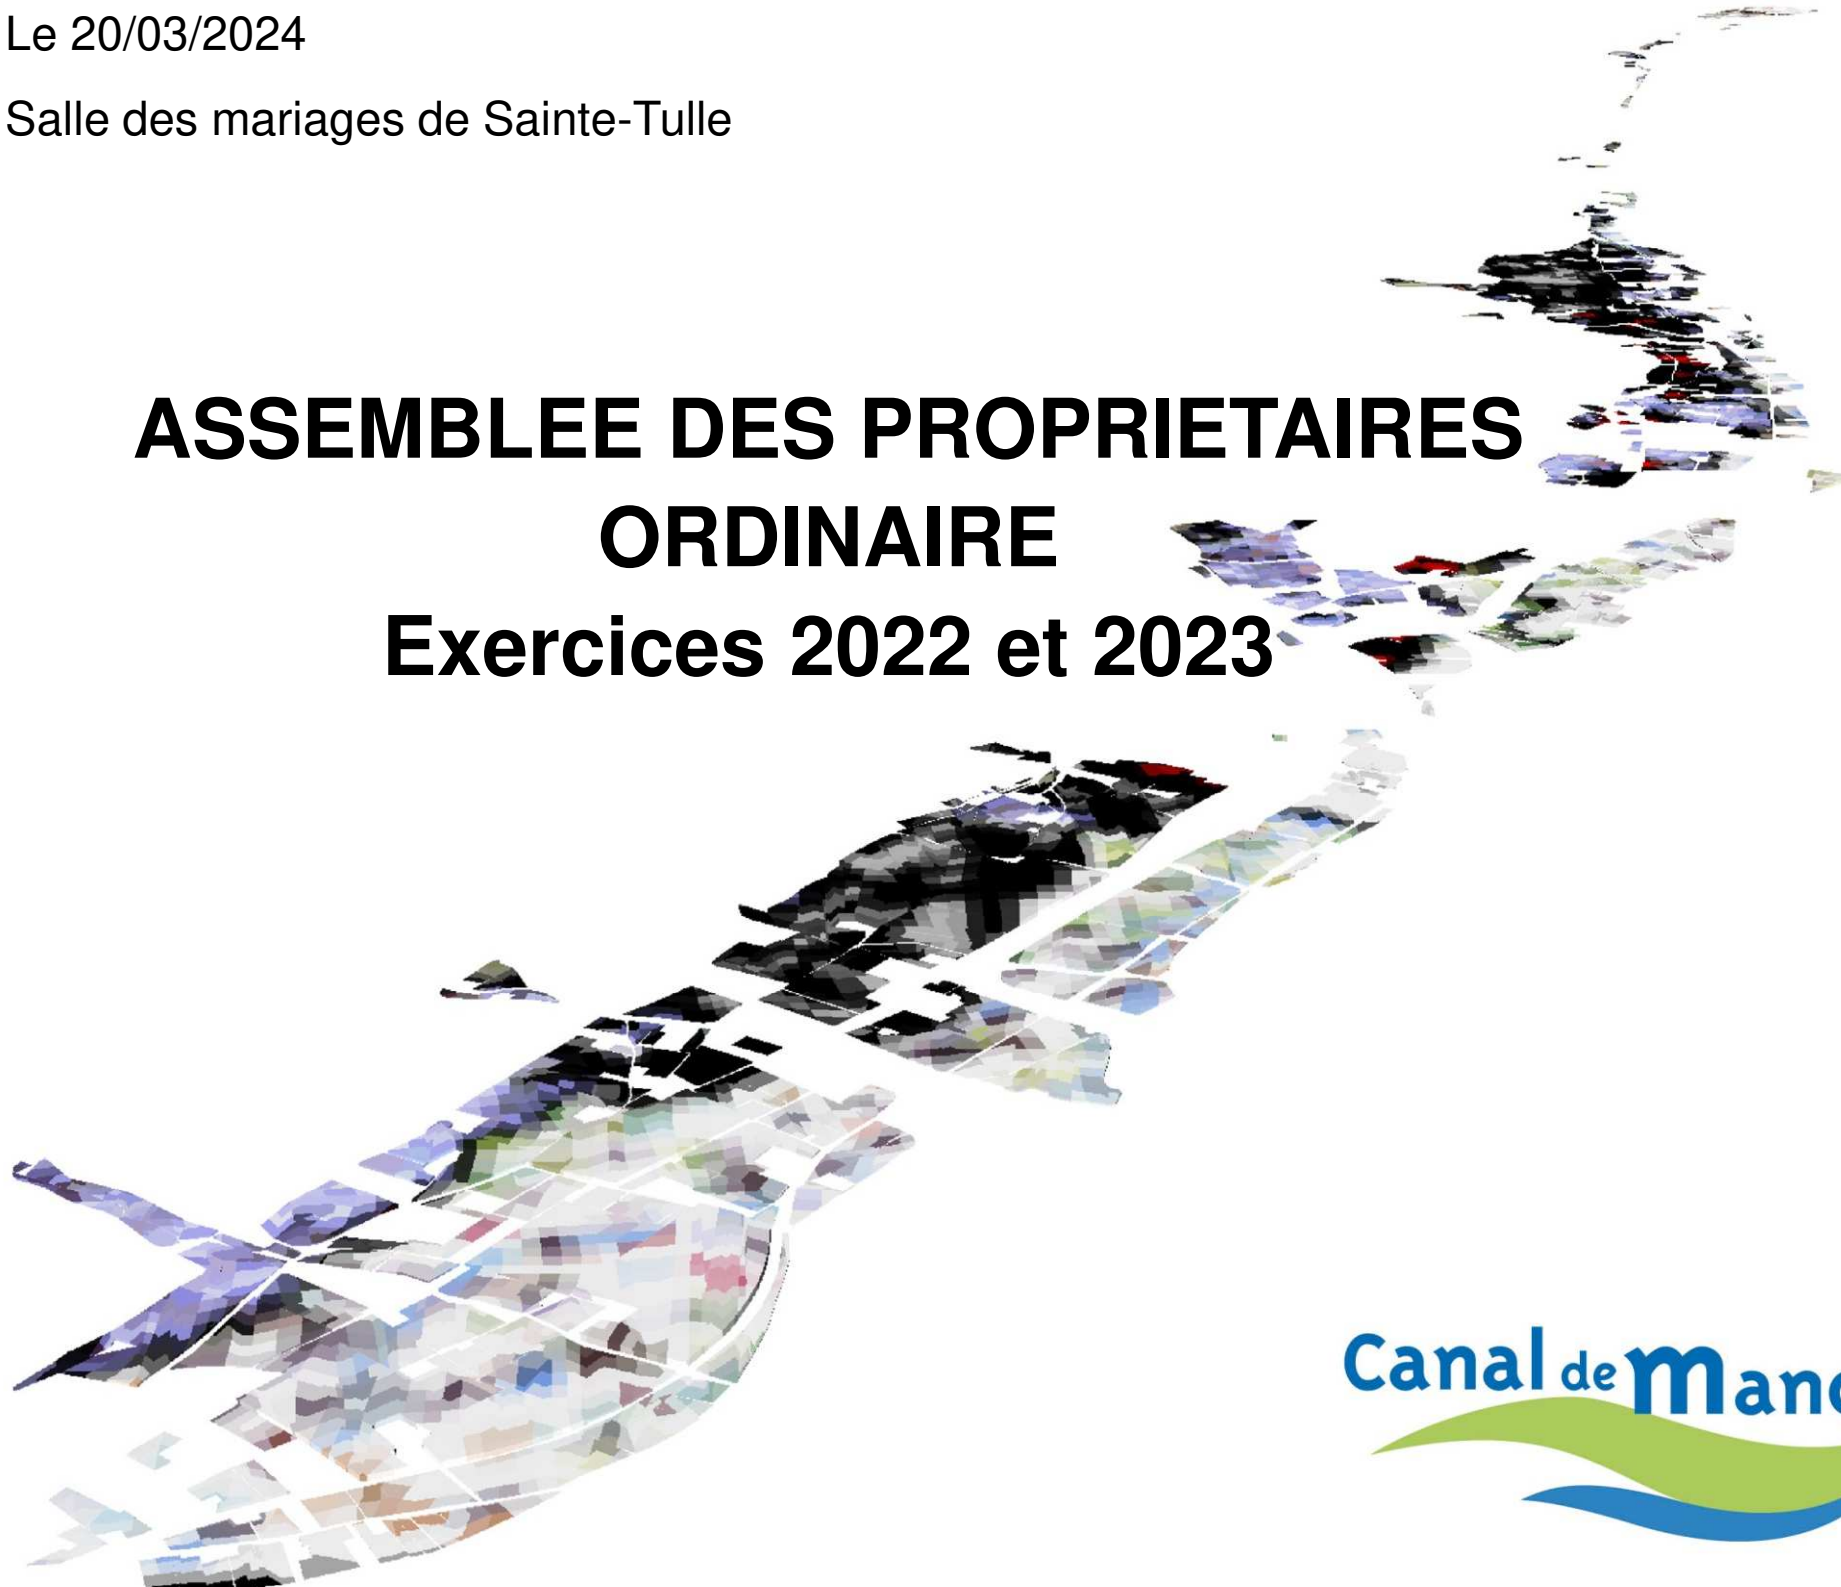 Le 20/03/2024
Salle des mariages de Sainte-Tulle
ASSEMBLEE DES PROPRIETAIRES
ORDINAIRE
Exercices 2022 et 2023
Canal de